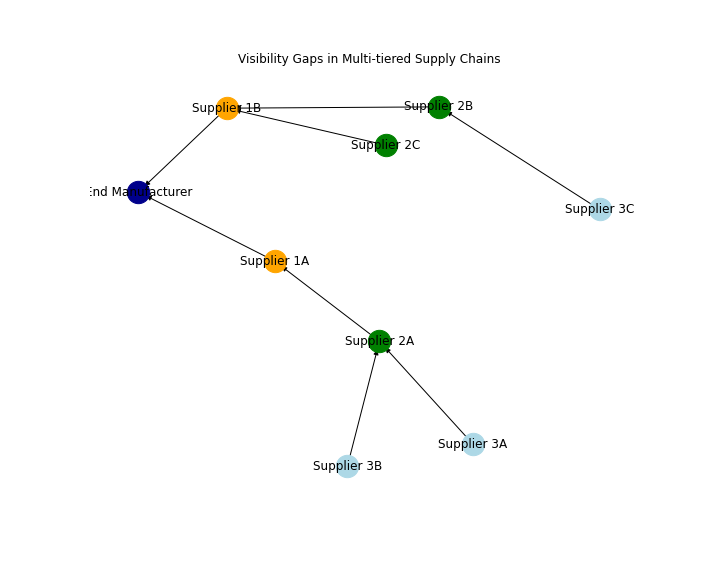 Visibility Gaps in Multi-tiered Supply Chains
Supplier 1B
Supplier 2B
Supplier 2C
End Manufacturer
Supplier 3C
Supplier 1A
Supplier 2A
Supplier 3A
Supplier 3B